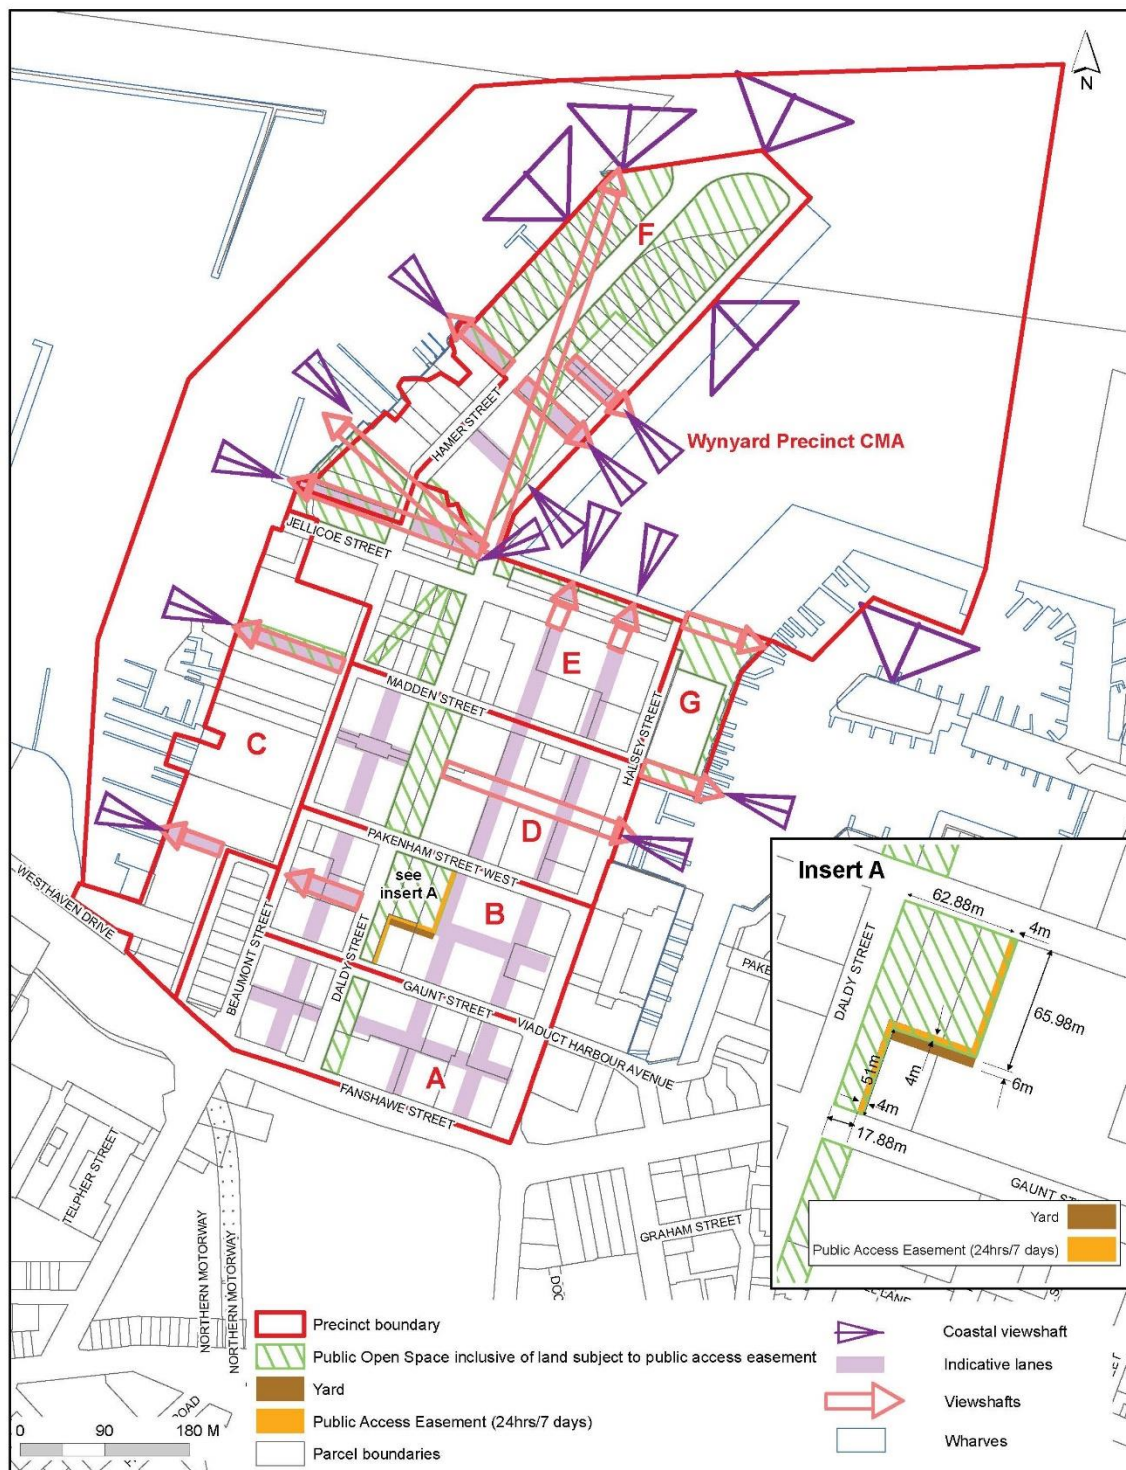 N
F
HAMER STREET
Wynyard Precinct CMA
JELLICOE STREET
E
MADDEN STREET
G
HALSEY STREET
C
D
PAKENHAM STREET WEST
see
insert A
B
WESTHAVEN DRIVE
BEAUMONT STREET
DALDY STREET
GAUNT STREET
VIADUCT HARBOUR AVENUE
A
FANSHAWE STREET
TELPHER STREET
NORTHERN MOTORWAY
NORTHERN MOTORWAY
GRAHAM STREET
Insert A
62.88m
4m
DALDY STREET
65.98m
51m
4m
6m
4m
17.88m
GAUNT
Yard
Public Access Easement (24hrs/7 days)
LANE
Precinct boundary
Public Open Space inclusive of land subject to public access easement
Yard
Public Access Easement (24hrs/7 days)
Parcel boundaries
Coastal viewshaft
Indicative lanes
Viewshafts
Wharves
0 90 180 M